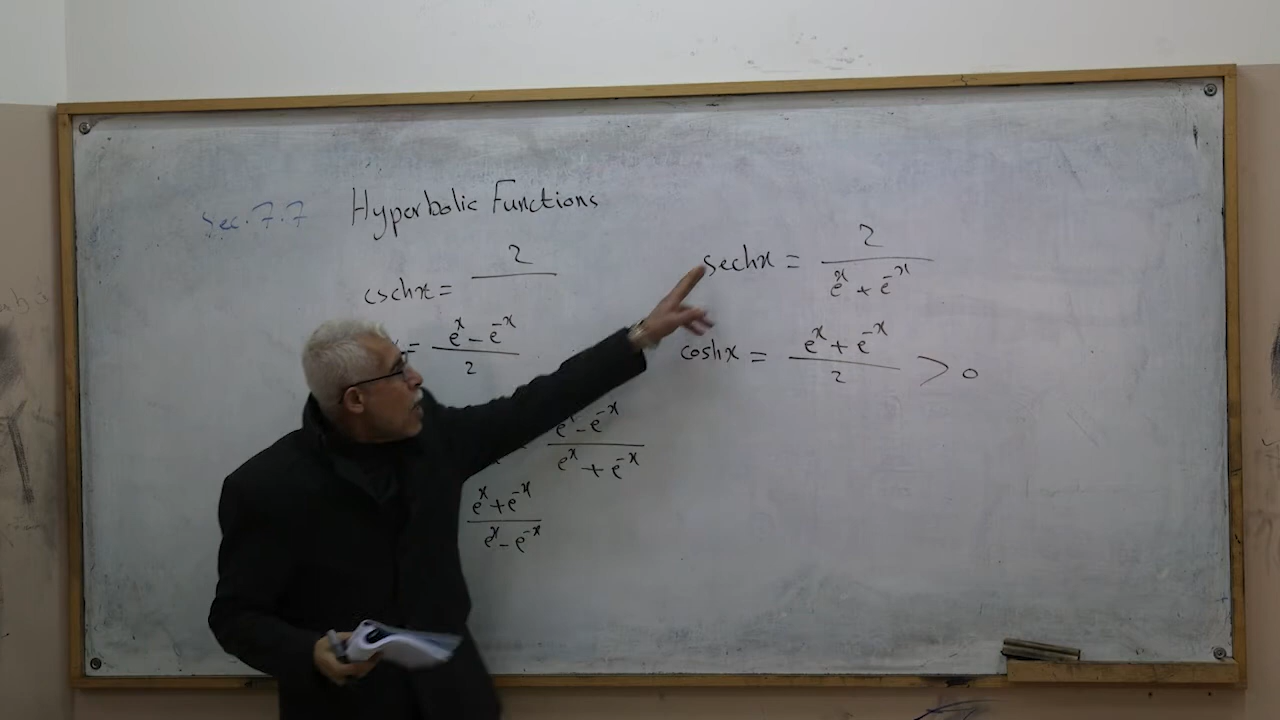 Sec. 7.7 Hyperbolic Functions
cschx = 2/
sechx = 2/(e^x + e^-x)
= (e^x - e^-x)/2
coshx = (e^x + e^-x)/2 > 0
(e^x - e^-x)/(e^x + e^-x)
(e^x + e^-x)/(e^x - e^-x)